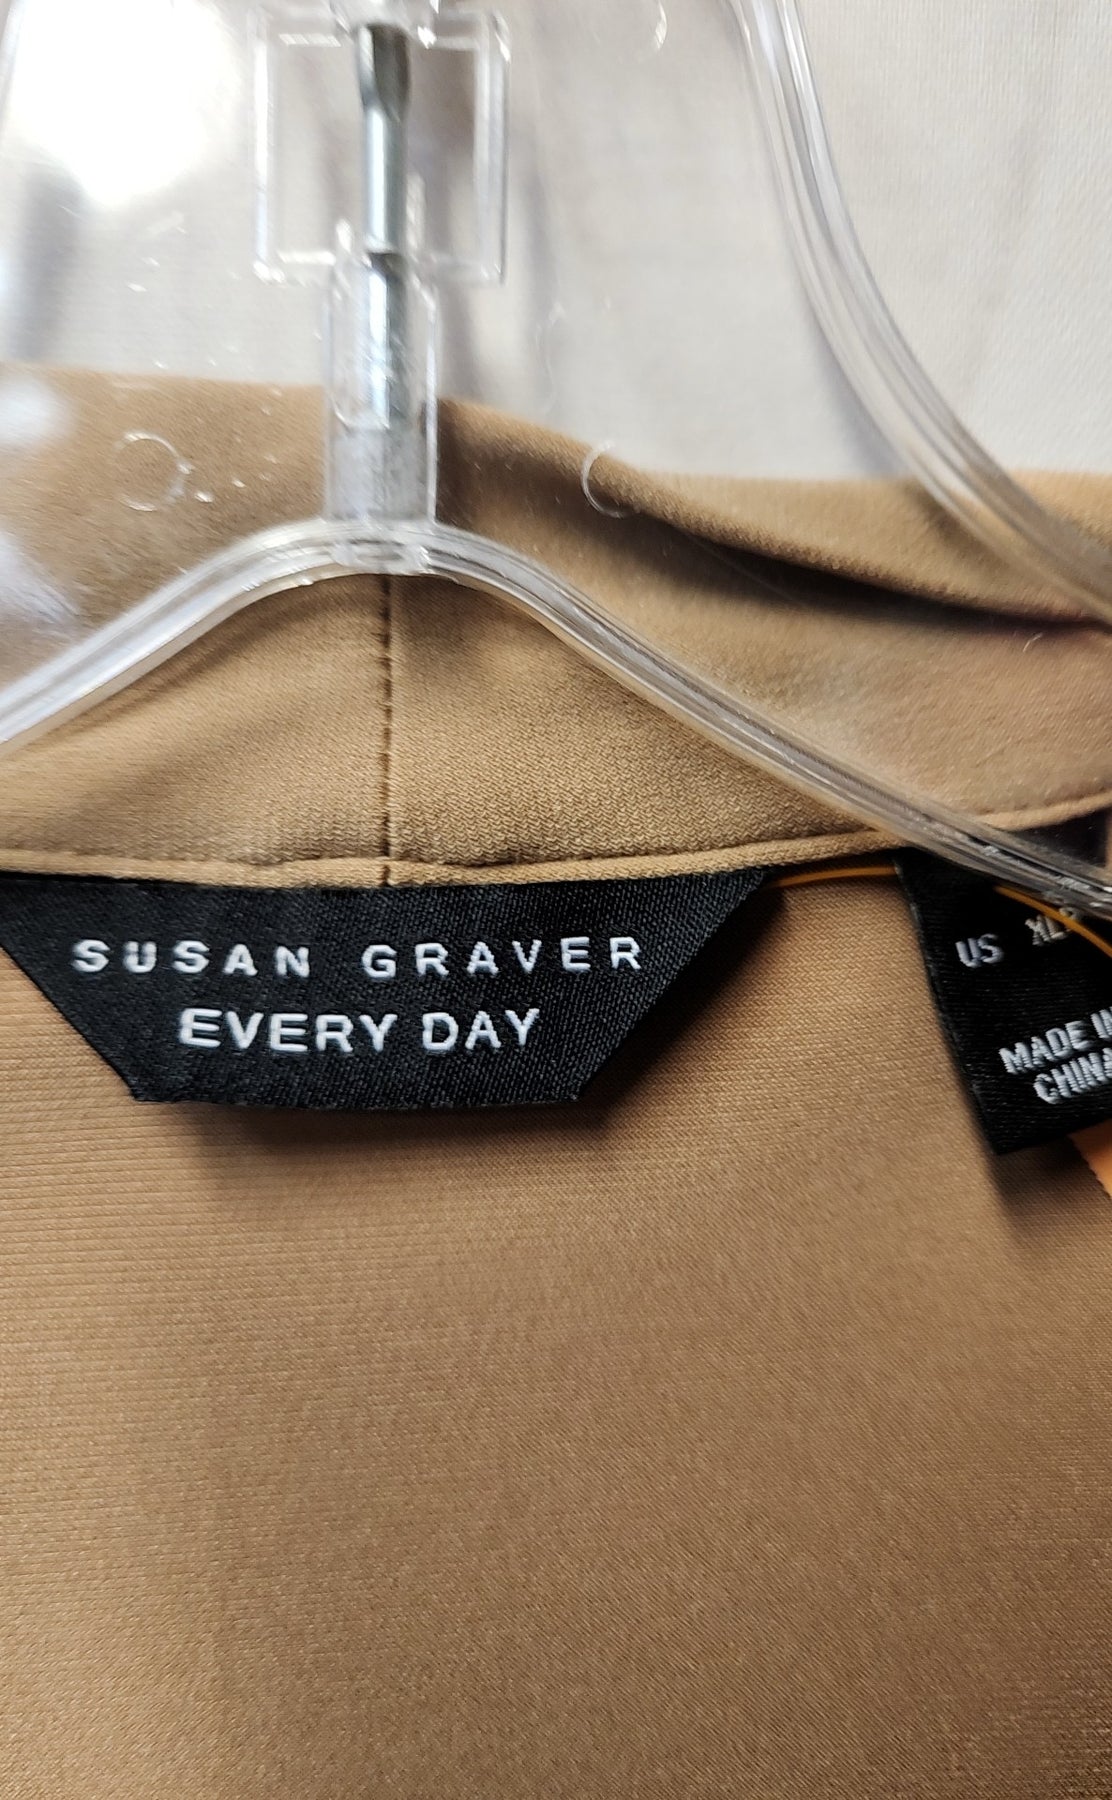 SUSAN GRAVER
EVERY DAY
US
MADE IN
CHINA